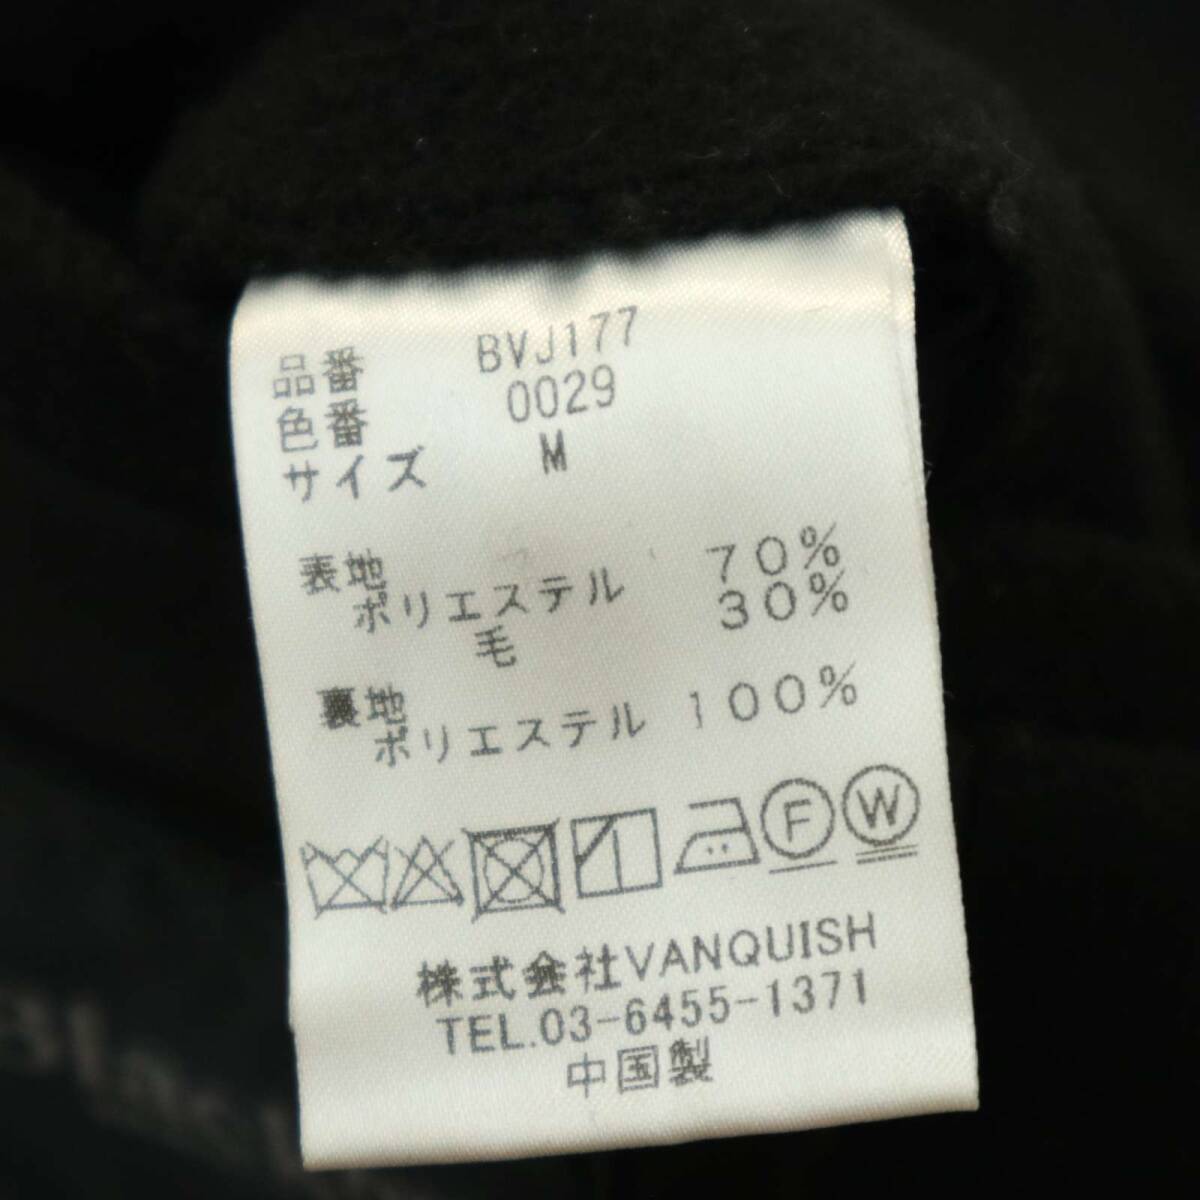 品番 BVJ177
色番 0029
サイズ M
表地
ポリエステル 70%
毛 30%
裏地
ポリエステル 100%
F W
株式会社VANQUISH
TEL.03-6455-1371
中国製